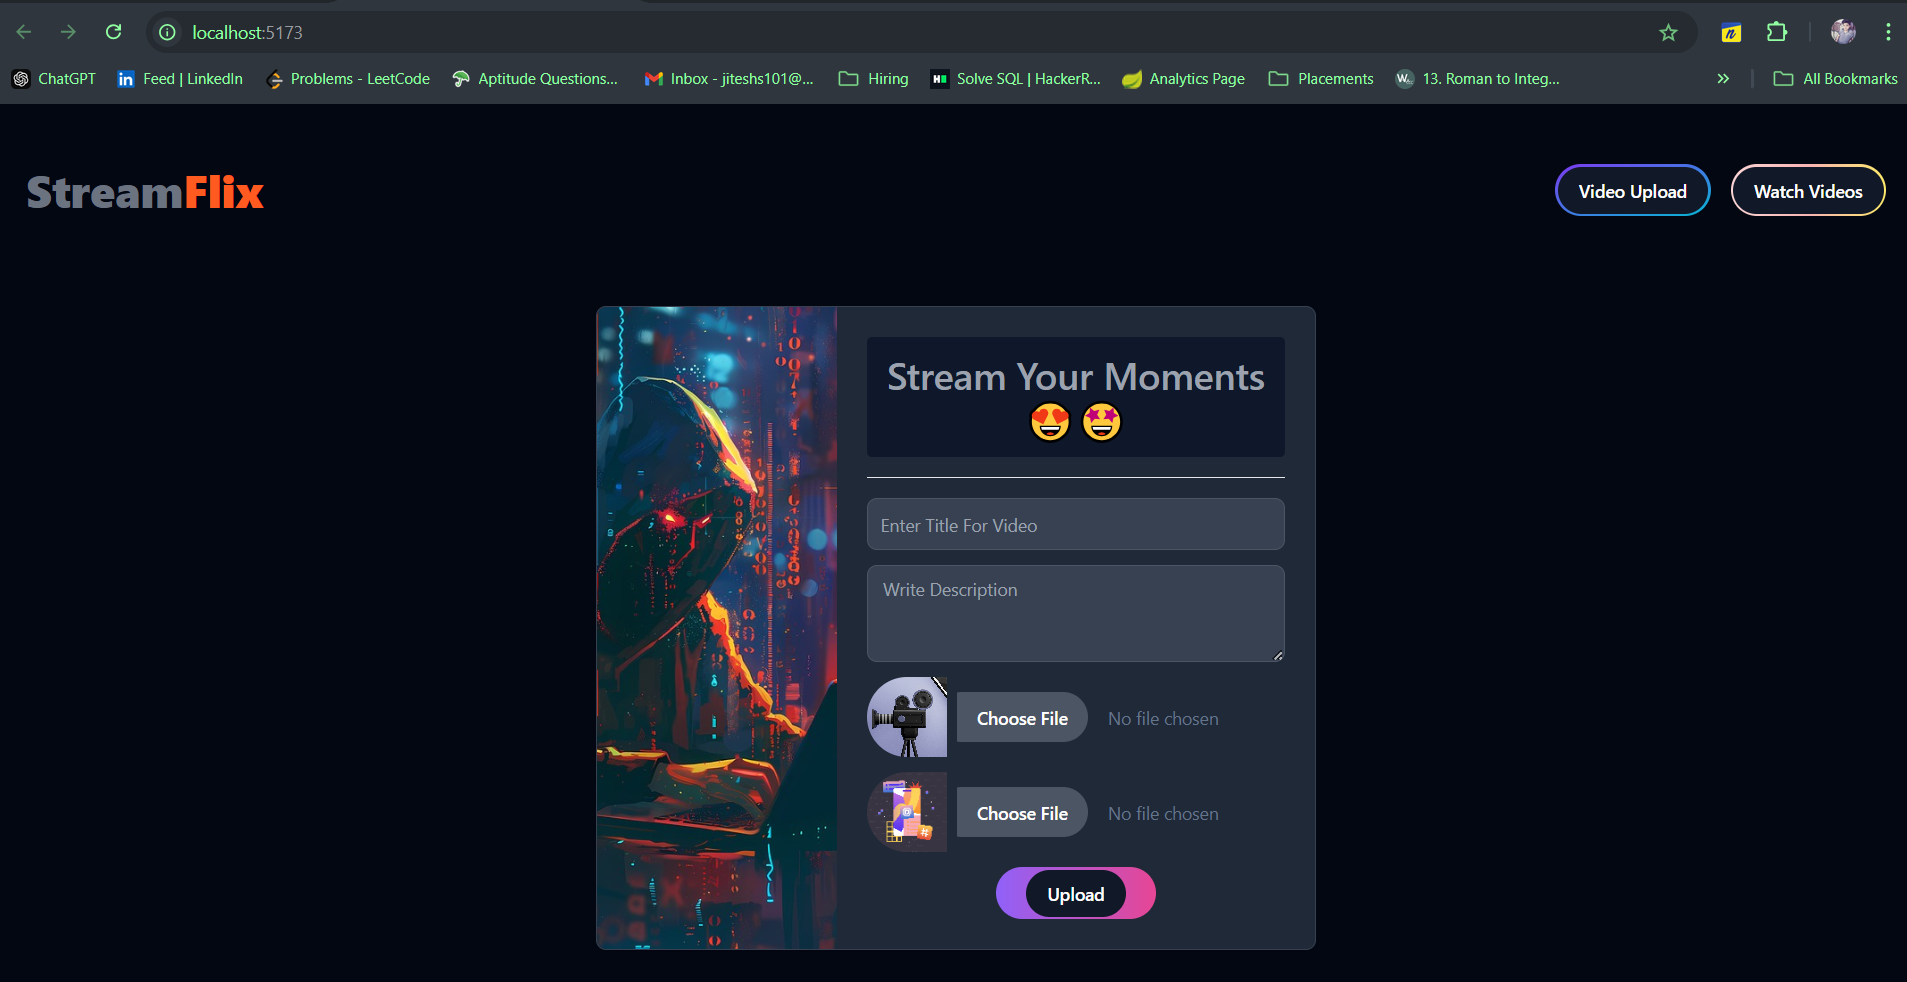 localhost:5173
ChatGPT
Feed | LinkedIn
Problems - LeetCode
Aptitude Questions...
Inbox - jiteshs101@...
Hiring
Solve SQL | HackerR...
Analytics Page
Placements
13. Roman to Integ...
»
All Bookmarks
StreamFlix
Video Upload
Watch Videos
Stream Your Moments
😍 🤩
Enter Title For Video
Write Description
Choose File No file chosen
Choose File No file chosen
Upload